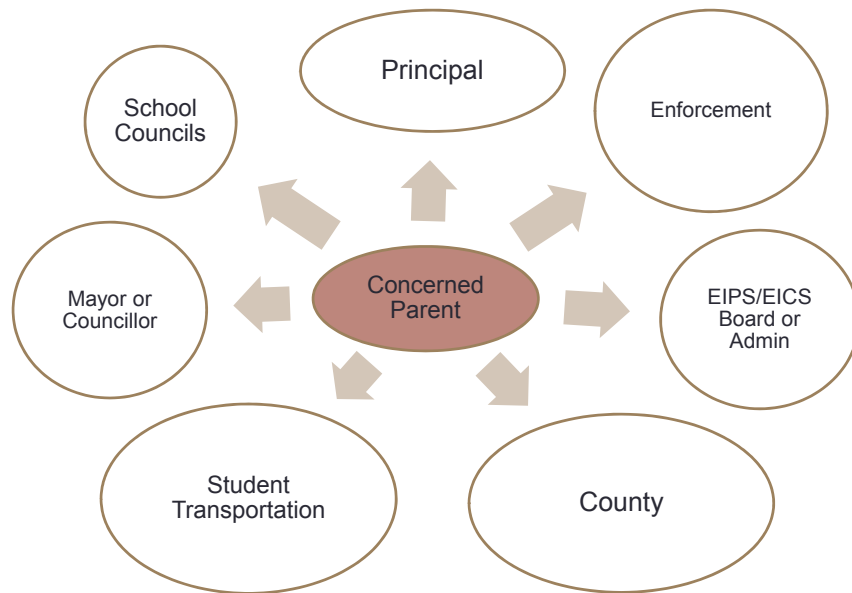 Principal
School
Councils
Enforcement
Mayor or
Councillor
Concerned
Parent
EIPS/EICS
Board or
Admin
Student
Transportation
County